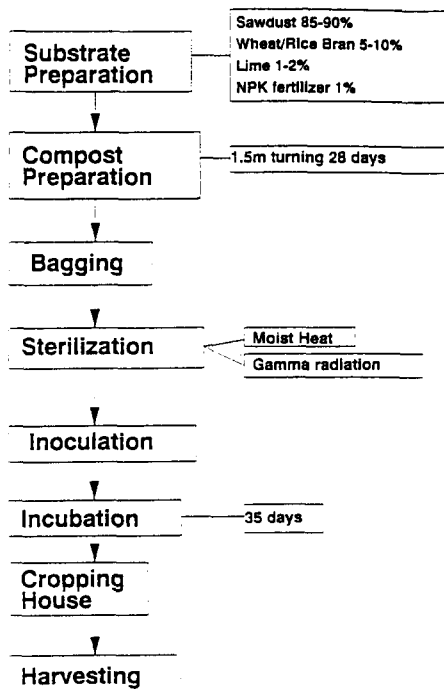 Substrate
Preparation
Sawdust 85-90%
Wheat/Rice Bran 5-10%
Lime 1-2%
NPK fertilizer 1%
Compost
Preparation
1.5m turning 28 days
Bagging
Sterilization
Moist Heat
Gamma radiation
Inoculation
Incubation
35 days
Cropping
House
Harvesting